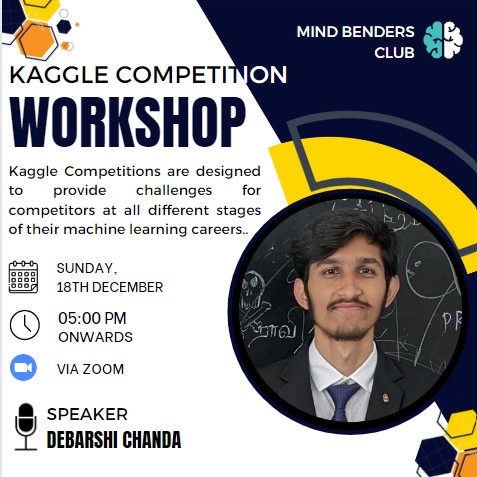 MIND BENDERS
CLUB
KAGGLE COMPETITION
WORKSHOP
Kaggle Competitions are designed
to provide challenges for
competitors at all different stages
of their machine learning careers..
SUNDAY,
18TH DECEMBER
05:00 PM
ONWARDS
VIA ZOOM
SPEAKER
DEBARSHI CHANDA